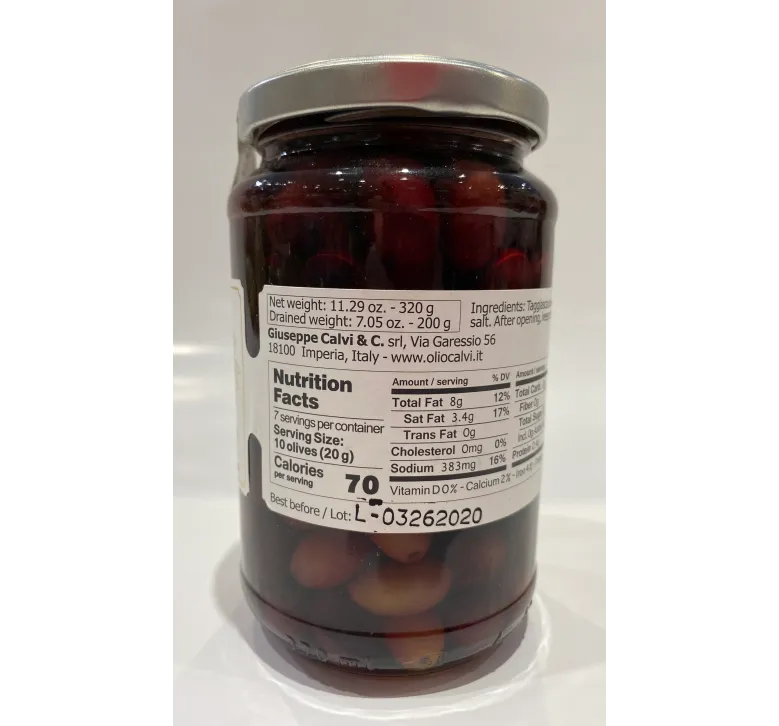 Net weight: 11.29 oz. - 320 g
Drained weight: 7.05 oz. - 200 g
Ingredients:
salt. After opening,
Giuseppe Calvi & C. srl, Via Garessio 56
18100 Imperia, Italy - www.oliocalvi.it
Nutrition
Facts
7 servings per container
Serving Size:
10 olives (20 g)
Calories
per serving
70
Amount / serving % DV
Total Fat 8g 12%
Sat Fat 3.4g 17%
Trans Fat 0g
Cholesterol 0mg 0%
Sodium 383mg 16%
Amount /
Total Carb.
Fiber 0g
Total
Incl. 0g
Protein
Vitamin D 0% - Calcium 2% -
Best before / Lot: L-03262020